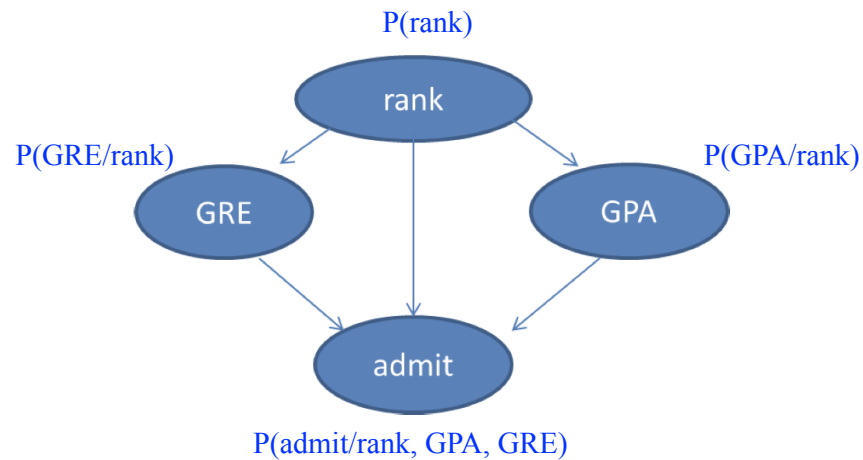 P(rank)
rank
P(GRE/rank)
P(GPA/rank)
GRE
GPA
admit
P(admit/rank, GPA, GRE)